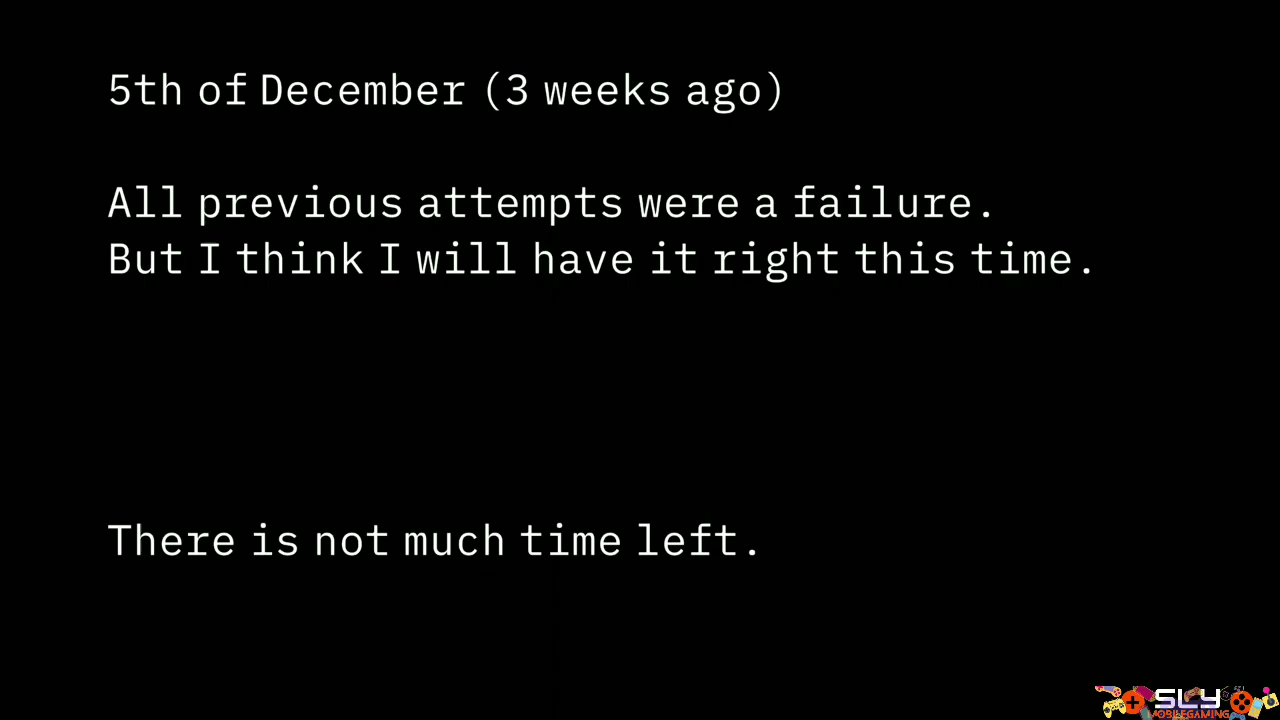 5th of December (3 weeks ago)
All previous attempts were a failure.
But I think I will have it right this time.
There is not much time left.
SLY
MOBILEGAMING